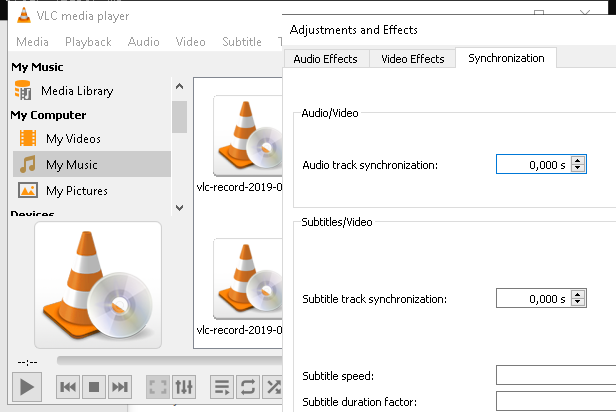 VLC media player
Media Playback Audio Video Subtitle
My Music
Media Library
My Computer
My Videos
My Music
My Pictures
Devices
vlc-record-2019-0
vlc-record-2019-0
--:--
Adjustments and Effects
Audio Effects Video Effects Synchronization
Audio/Video
Audio track synchronization: 0,000 s
Subtitles/Video
Subtitle track synchronization: 0,000 s
Subtitle speed:
Subtitle duration factor: